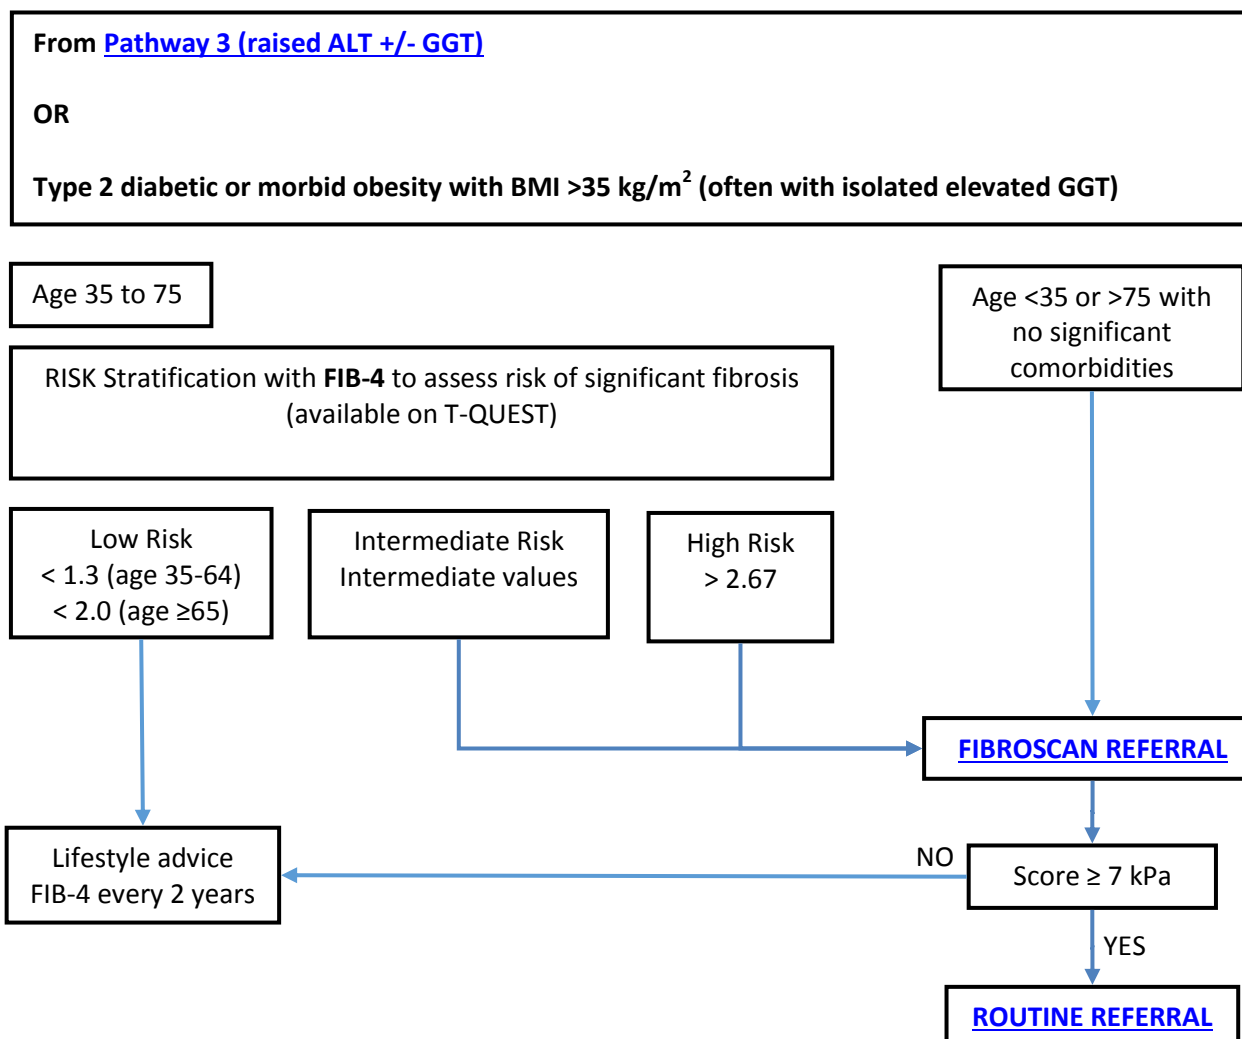 From Pathway 3 (raised ALT +/- GGT)
OR
Type 2 diabetic or morbid obesity with BMI >35 kg/m² (often with isolated elevated GGT)
Age 35 to 75
Age <35 or >75 with
no significant
comorbidities
RISK Stratification with FIB-4 to assess risk of significant fibrosis
(available on T-QUEST)
Low Risk
< 1.3 (age 35-64)
< 2.0 (age ≥65)
Intermediate Risk
Intermediate values
High Risk
> 2.67
FIBROSCAN REFERRAL
Lifestyle advice
FIB-4 every 2 years
NO
Score ≥ 7 kPa
YES
ROUTINE REFERRAL